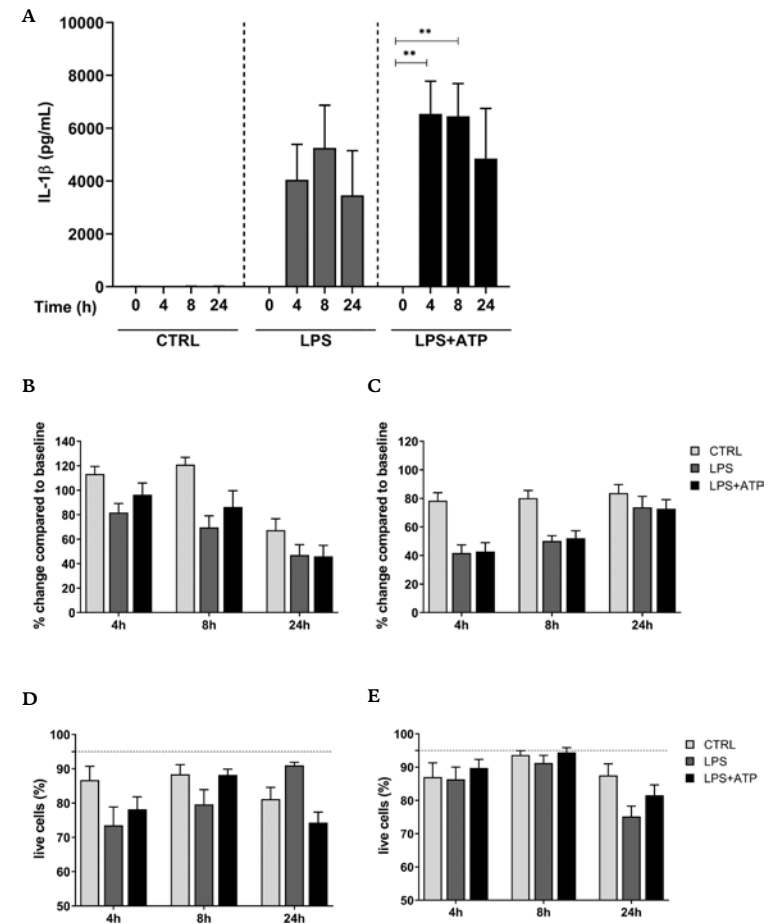 A
10000
8000
6000
4000
2000
0
IL-1β (pg/mL)
**
**
Time (h) 0 4 8 24 0 4 8 24 0 4 8 24
CTRL LPS LPS+ATP
B
140
120
100
80
60
40
20
0
% change compared to baseline
4h 8h 24h
C
120
100
80
60
40
20
0
% change compared to baseline
4h 8h 24h
CTRL
LPS
LPS+ATP
D
100
90
80
70
60
50
live cells (%)
4h 8h 24h
E
100
90
80
70
60
50
live cells (%)
4h 8h 24h
CTRL
LPS
LPS+ATP